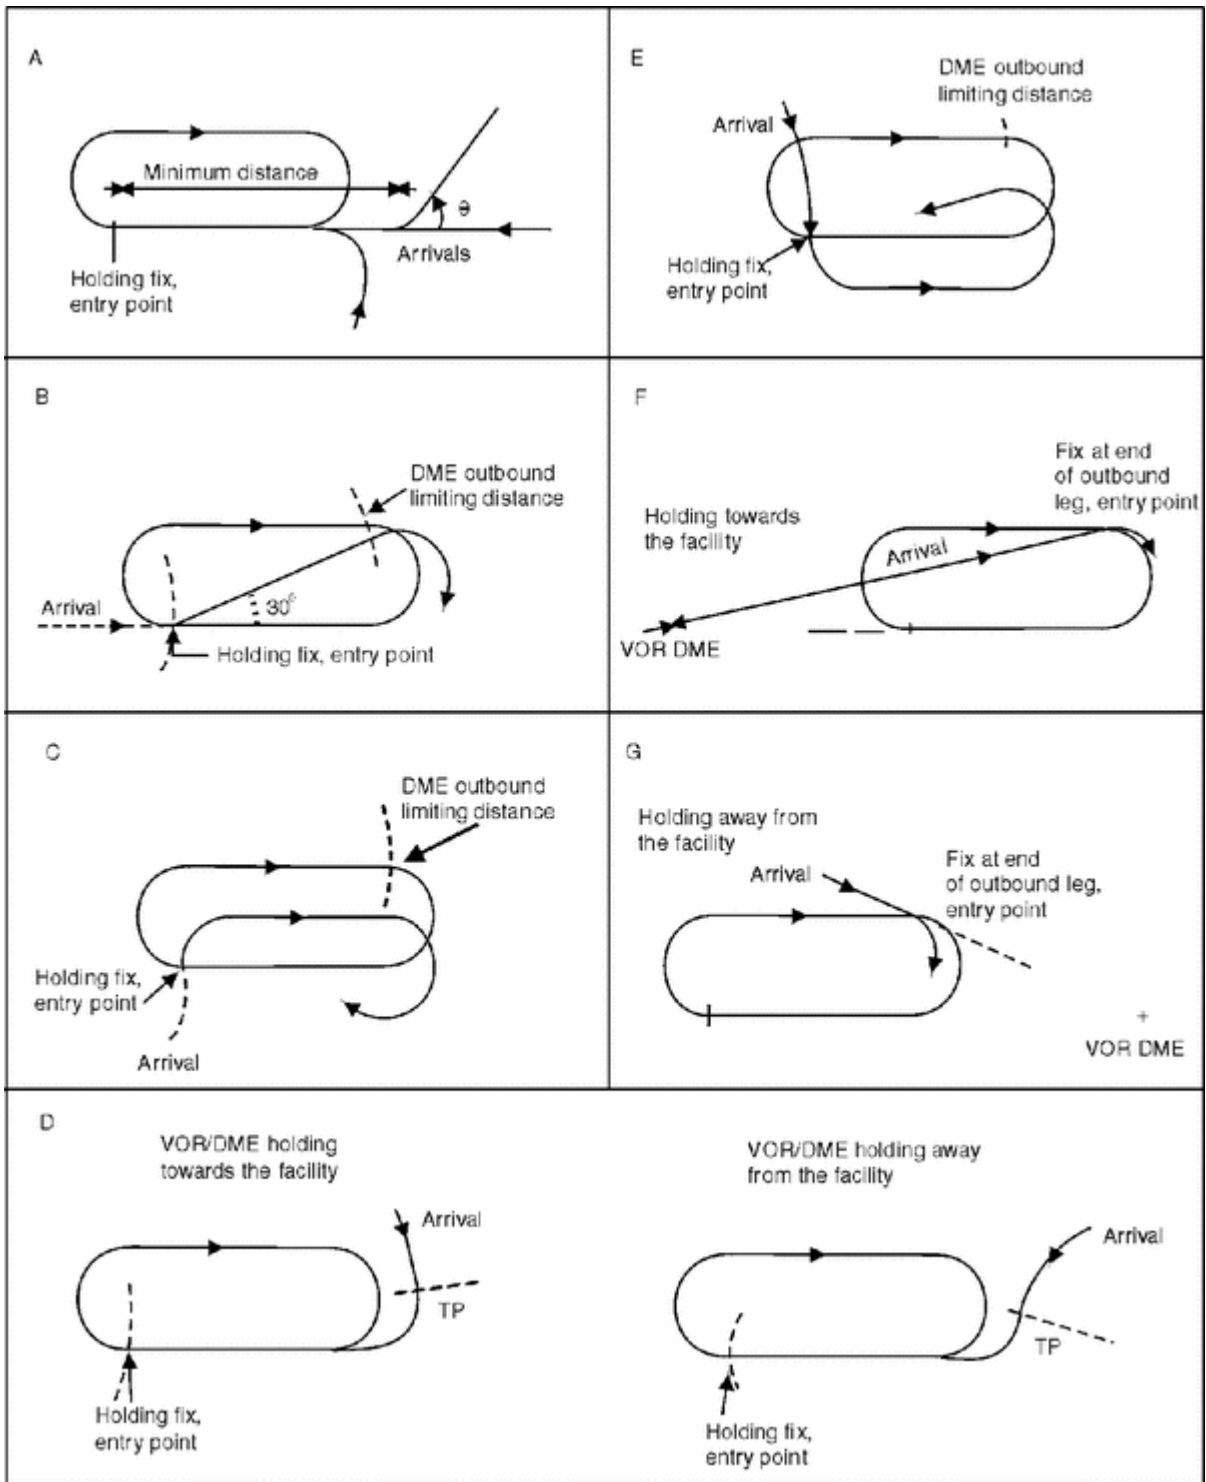 A
Minimum distance
θ
Arrivals
Holding fix,
entry point
E
DME outbound
limiting distance
Arrival
Holding fix,
entry point
B
DME outbound
limiting distance
Arrival
30°
Holding fix, entry point
F
Fix at end
of outbound
leg, entry point
Holding towards
the facility
Arrival
VOR DME
C
DME outbound
limiting distance
Holding fix,
entry point
Arrival
G
Holding away from
the facility
Arrival
Fix at end
of outbound leg,
entry point
VOR DME
D
VOR/DME holding
towards the facility
Arrival
TP
Holding fix,
entry point
VOR/DME holding away
from the facility
Arrival
TP
Holding fix,
entry point